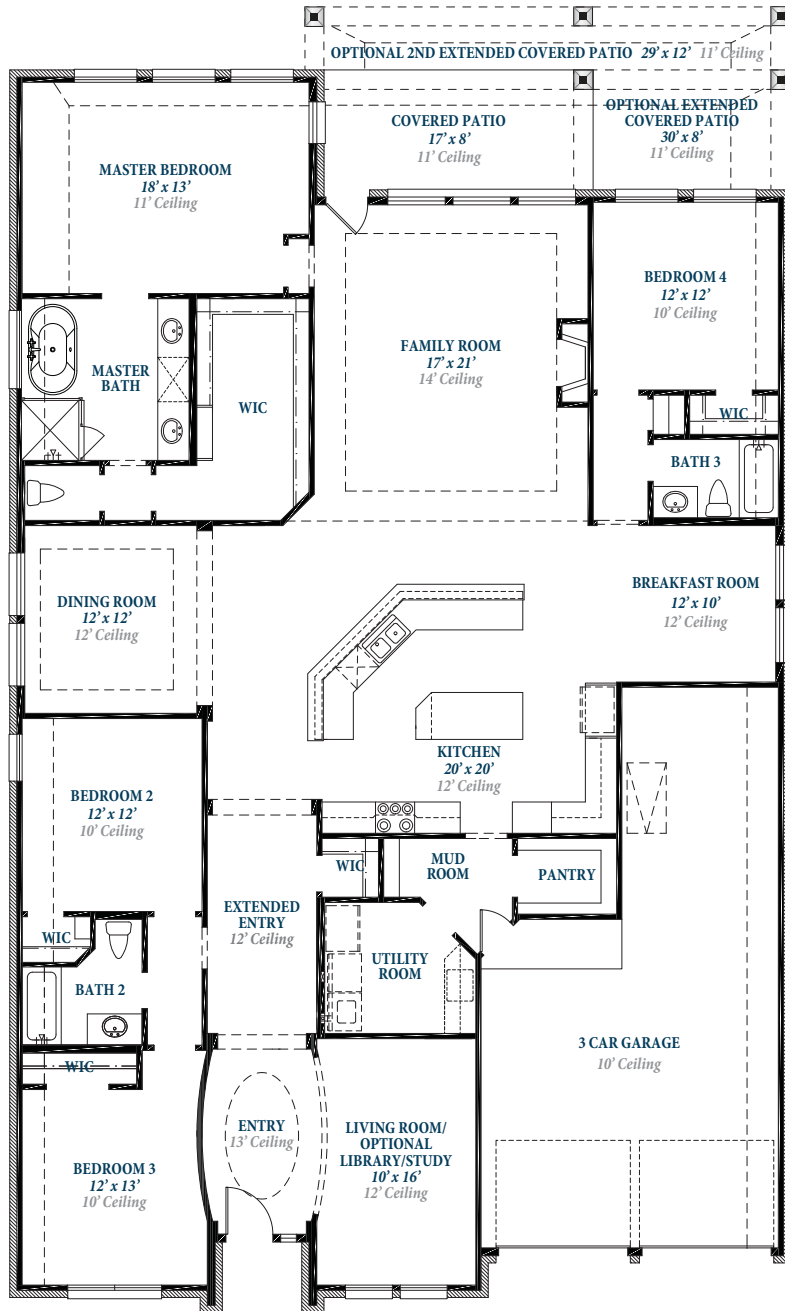 OPTIONAL 2ND EXTENDED COVERED PATIO 29' x 12' 11' Ceiling
COVERED PATIO
17' x 8'
11' Ceiling
OPTIONAL EXTENDED
COVERED PATIO
30' x 8'
11' Ceiling
MASTER BEDROOM
18' x 13'
11' Ceiling
BEDROOM 4
12' x 12'
10' Ceiling
FAMILY ROOM
17' x 21'
14' Ceiling
MASTER
BATH
WIC
WIC
BATH 3
DINING ROOM
12' x 12'
12' Ceiling
BREAKFAST ROOM
12' x 10'
12' Ceiling
KITCHEN
20' x 20'
12' Ceiling
BEDROOM 2
12' x 12'
10' Ceiling
WIC
MUD
ROOM
PANTRY
EXTENDED
ENTRY
12' Ceiling
WIC
UTILITY
ROOM
BATH 2
3 CAR GARAGE
10' Ceiling
WIC
ENTRY
13' Ceiling
LIVING ROOM/
OPTIONAL
LIBRARY/STUDY
10' x 16'
12' Ceiling
BEDROOM 3
12' x 13'
10' Ceiling